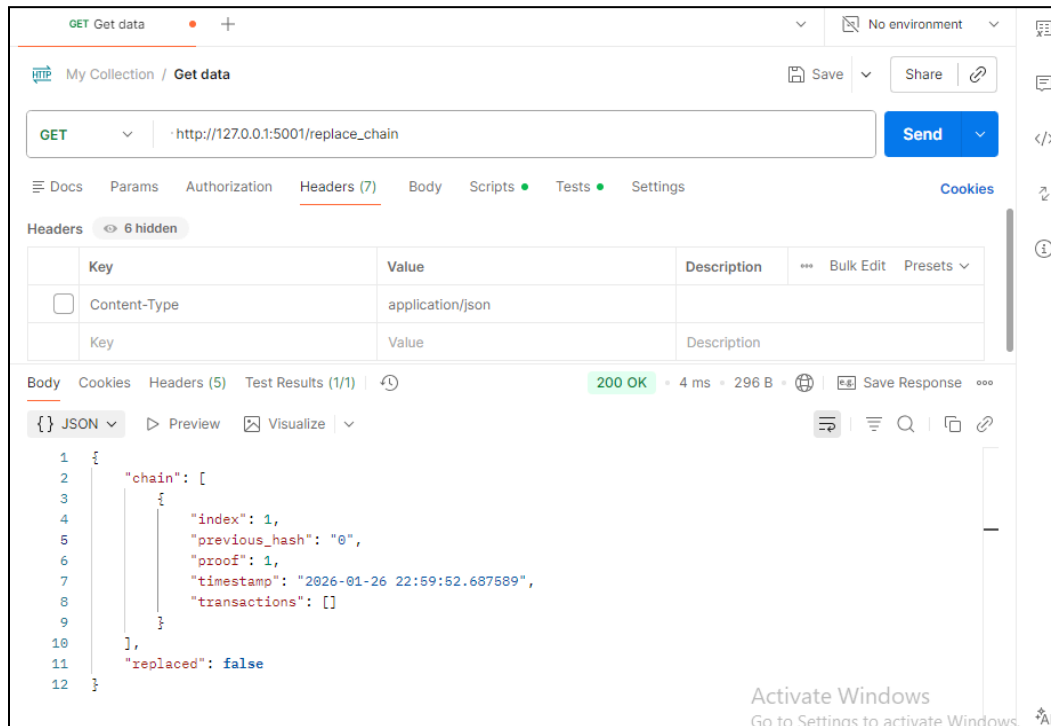 GET Get data
No environment
HTTP My Collection / Get data
Save
Share
GET
http://127.0.0.1:5001/replace_chain
Send
Docs Params Authorization Headers (7) Body Scripts Tests Settings
Cookies
Headers 6 hidden
Key Value Description Bulk Edit Presets
Content-Type application/json
Key Value Description
Body Cookies Headers (5) Test Results (1/1) 200 OK 4 ms 296 B e.g. Save Response
{} JSON Preview Visualize
1 {
2 "chain": [
3 {
4 "index": 1,
5 "previous_hash": "0",
6 "proof": 1,
7 "timestamp": "2026-01-26 22:59:52.687589",
8 "transactions": []
9 }
10 ],
11 "replaced": false
12 }
Activate Windows
Go to Settings to activate Windows.